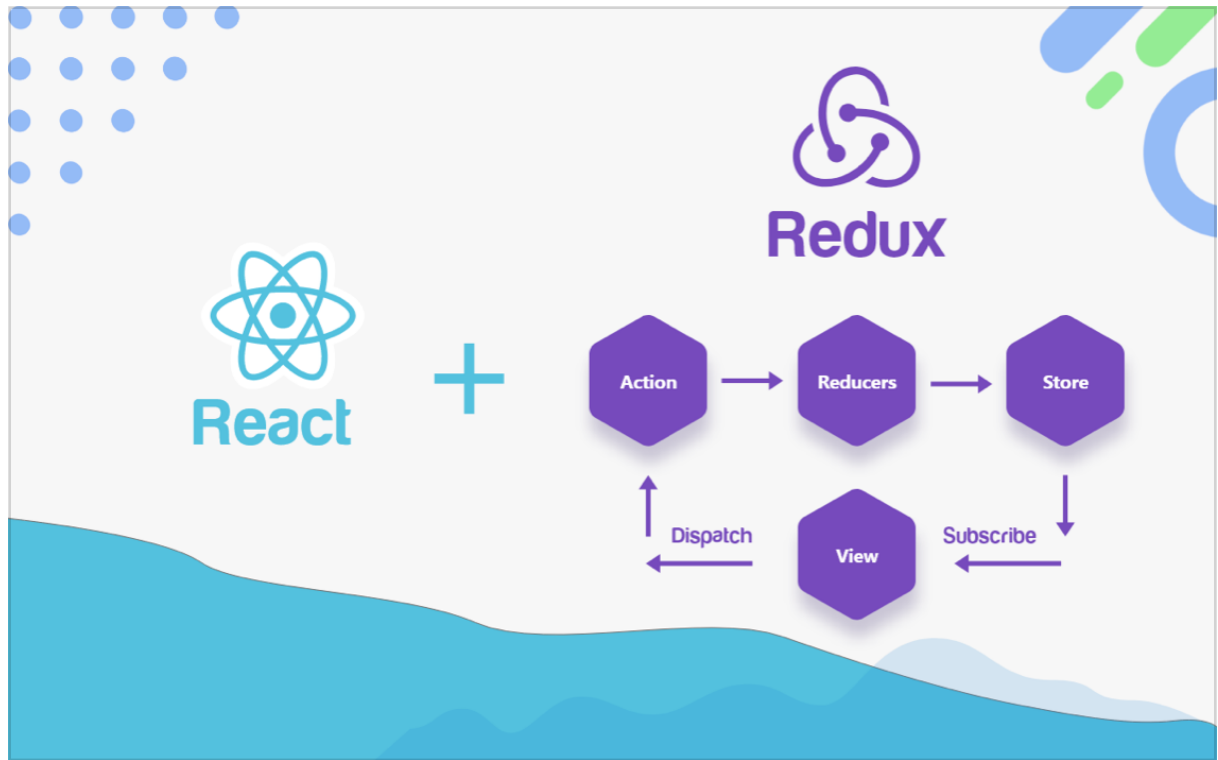 Redux
React
Action
Reducers
Store
Dispatch
View
Subscribe